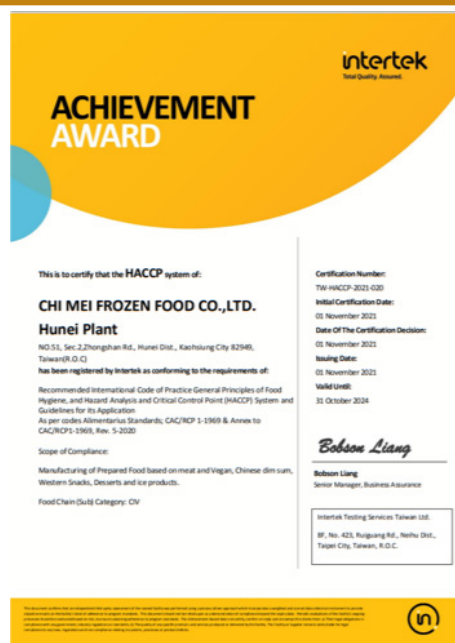 intertek
Total Quality. Assured.
ACHIEVEMENT
AWARD
This is to certify that the HACCP system of:
CHI MEI FROZEN FOOD CO.,LTD.
Hunei Plant
NO.51, Sec.2,Zhongshan Rd., Hunei Dist., Kaohsiung City 82949,
Taiwan(R.O.C)
has been registered by Intertek as conforming to the requirements of:
Recommended International Code of Practice General Principles of Food
Hygiene, and Hazard Analysis and Critical Control Point (HACCP) System and
Guidelines for its Application
As per codes Alimentarius Standards; CAC/RCP 1-1969 & Annex to
CAC/RCP1-1969, Rev. 5-2020
Scope of Compliance:
Manufacturing of Prepared Food based on meat and Vegan, Chinese dim sum,
Western Snacks, Desserts and ice products.
Food Chain (Sub) Category: CIV
Certification Number:
TW-HACCP-2021-020
Initial Certification Date:
01 November 2021
Date Of The Certification Decision:
01 November 2021
Issuing Date:
01 November 2021
Valid Until:
31 October 2024
Bobson Liang
Bobson Liang
Senior Manager, Business Assurance
Intertek Testing Services Taiwan Ltd.
8F, No. 423, Ruiguang Rd., Neihu Dist.,
Taipei City, Taiwan, R.O.C.
in